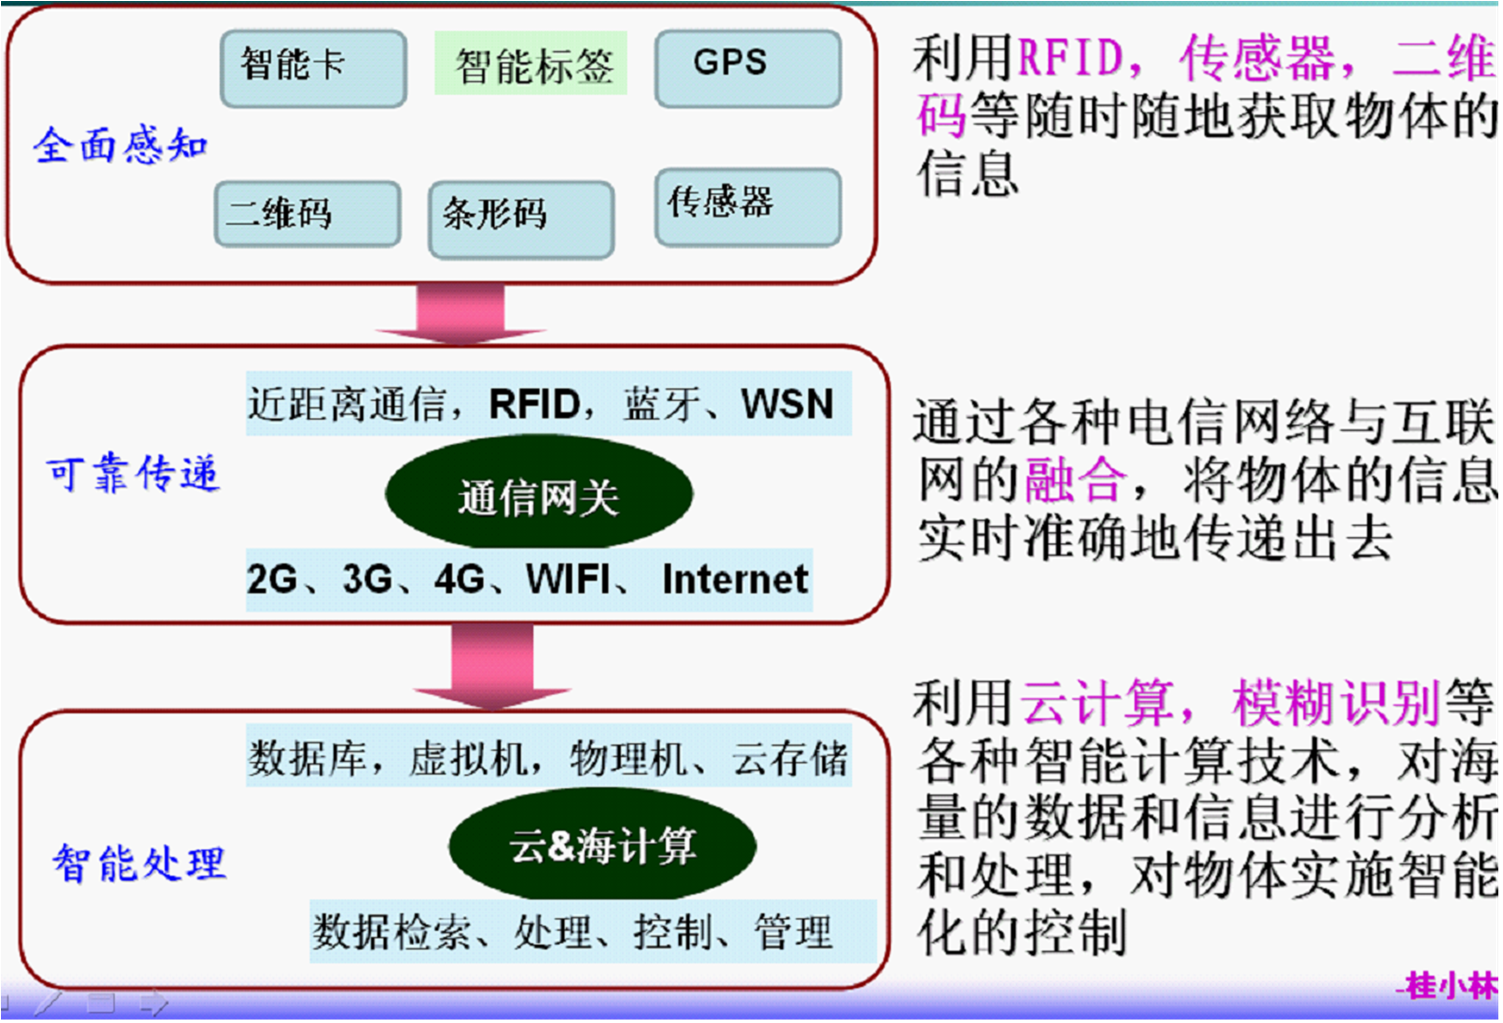 智能卡
智能标签
GPS
全面感知
二维码
条形码
传感器
利用RFID，传感器，二维
码等随时随地获取物体的
信息
近距离通信，RFID，蓝牙、WSN
可靠传递
通信网关
2G、3G、4G、WIFI、 Internet
通过各种电信网络与互联
网的融合，将物体的信息
实时准确地传递出去
数据库，虚拟机，物理机、云存储
智能处理
云&海计算
数据检索、处理、控制、管理
利用云计算，模糊识别等
各种智能计算技术，对海
量的数据和信息进行分析
和处理，对物体实施智能
化的控制
-桂小林